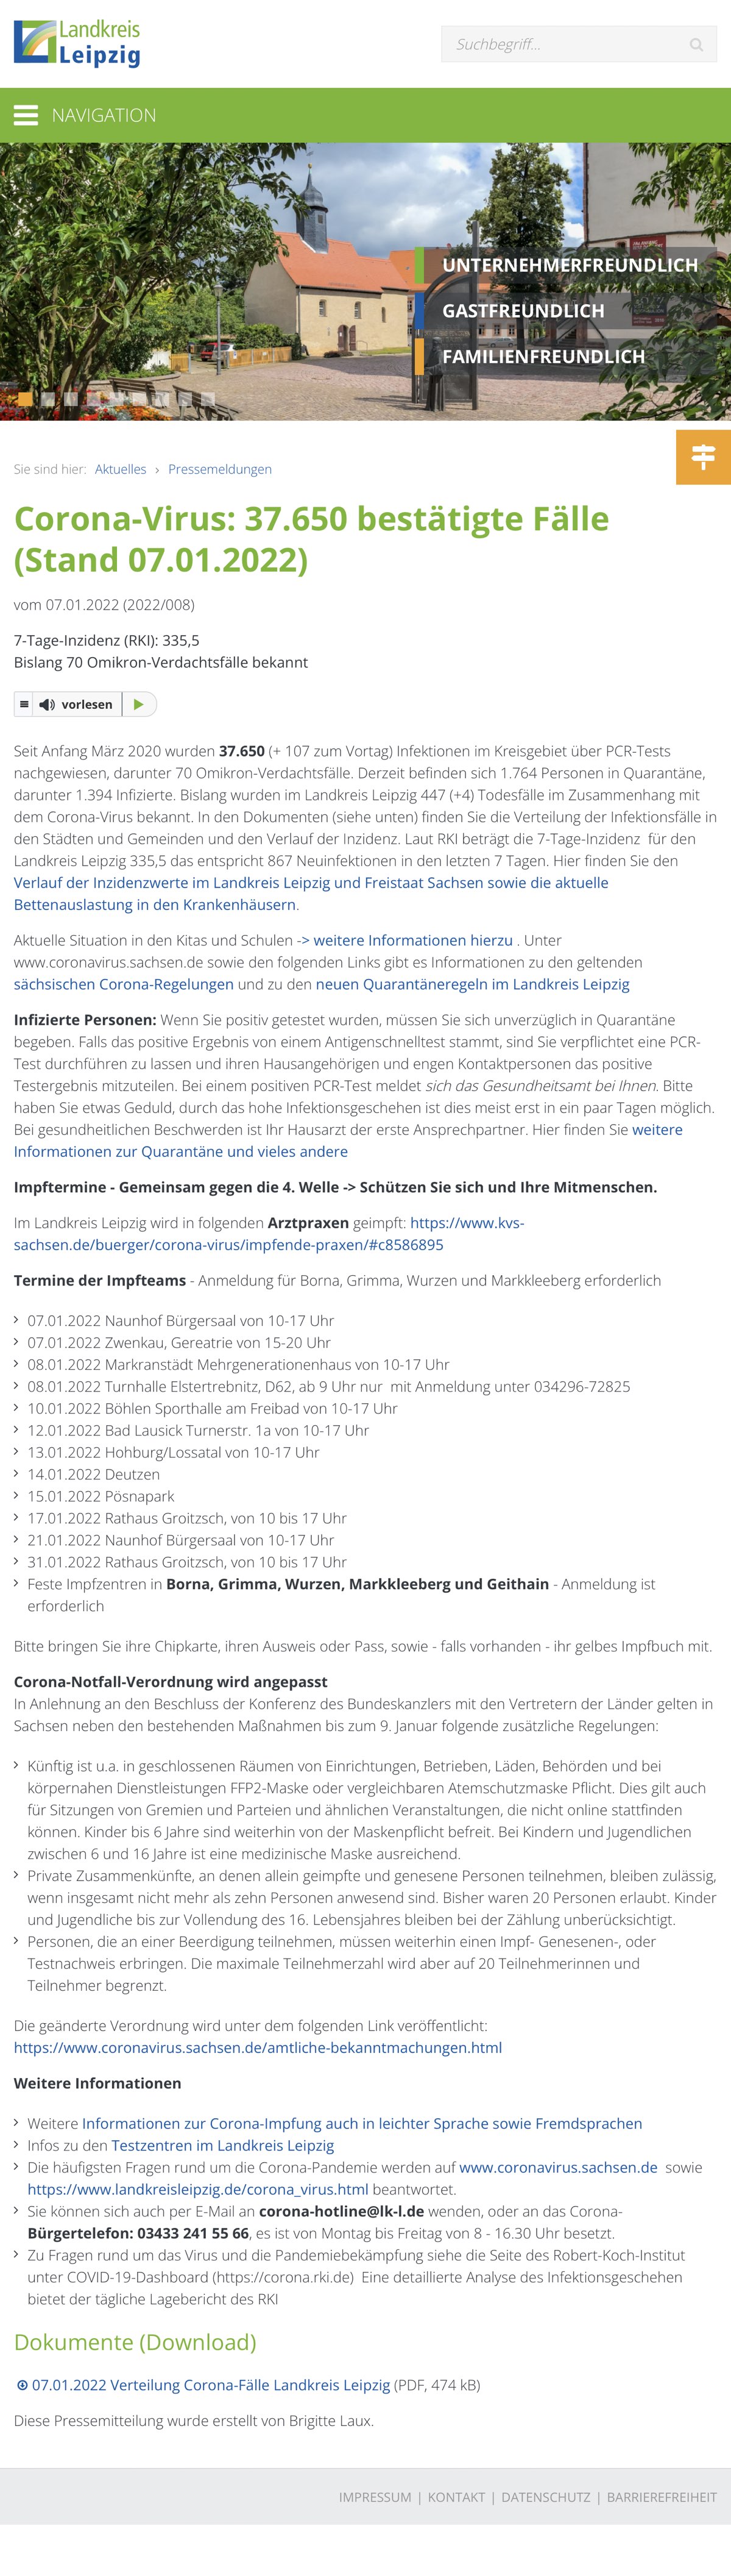 Landkreis
Leipzig
Suchbegriff...
NAVIGATION
UNTERNEHMERFREUNDLICH
GASTFREUNDLICH
FAMILIENFREUNDLICH
Sie sind hier: Aktuelles › Pressemeldungen
Corona-Virus: 37.650 bestätigte Fälle
(Stand 07.01.2022)
vom 07.01.2022 (2022/008)
7-Tage-Inzidenz (RKI): 335,5
Bislang 70 Omikron-Verdachtsfälle bekannt
vorlesen
Seit Anfang März 2020 wurden 37.650 (+ 107 zum Vortag) Infektionen im Kreisgebiet über PCR-Tests
nachgewiesen, darunter 70 Omikron-Verdachtsfälle. Derzeit befinden sich 1.764 Personen in Quarantäne,
darunter 1.394 Infizierte. Bislang wurden im Landkreis Leipzig 447 (+4) Todesfälle im Zusammenhang mit
dem Corona-Virus bekannt. In den Dokumenten (siehe unten) finden Sie die Verteilung der Infektionsfälle in
den Städten und Gemeinden und den Verlauf der Inzidenz. Laut RKI beträgt die 7-Tage-Inzidenz  für den
Landkreis Leipzig 335,5 das entspricht 867 Neuinfektionen in den letzten 7 Tagen. Hier finden Sie den
Verlauf der Inzidenzwerte im Landkreis Leipzig und Freistaat Sachsen sowie die aktuelle
Bettenauslastung in den Krankenhäusern.
Aktuelle Situation in den Kitas und Schulen -> weitere Informationen hierzu . Unter
www.coronavirus.sachsen.de sowie den folgenden Links gibt es Informationen zu den geltenden
sächsischen Corona-Regelungen und zu den neuen Quarantäneregeln im Landkreis Leipzig
Infizierte Personen: Wenn Sie positiv getestet wurden, müssen Sie sich unverzüglich in Quarantäne
begeben. Falls das positive Ergebnis von einem Antigenschnelltest stammt, sind Sie verpflichtet eine PCR-
Test durchführen zu lassen und ihren Hausangehörigen und engen Kontaktpersonen das positive
Testergebnis mitzuteilen. Bei einem positiven PCR-Test meldet sich das Gesundheitsamt bei Ihnen. Bitte
haben Sie etwas Geduld, durch das hohe Infektionsgeschehen ist dies meist erst in ein paar Tagen möglich.
Bei gesundheitlichen Beschwerden ist Ihr Hausarzt der erste Ansprechpartner. Hier finden Sie weitere
Informationen zur Quarantäne und vieles andere
Impftermine - Gemeinsam gegen die 4. Welle -> Schützen Sie sich und Ihre Mitmenschen.
Im Landkreis Leipzig wird in folgenden Arztpraxen geimpft: https://www.kvs-
sachsen.de/buerger/corona-virus/impfende-praxen/#c8586895
Termine der Impfteams - Anmeldung für Borna, Grimma, Wurzen und Markkleeberg erforderlich
07.01.2022 Naunhof Bürgersaal von 10-17 Uhr
07.01.2022 Zwenkau, Gereatrie von 15-20 Uhr
08.01.2022 Markranstädt Mehrgenerationenhaus von 10-17 Uhr
08.01.2022 Turnhalle Elstertrebnitz, D62, ab 9 Uhr nur  mit Anmeldung unter 034296-72825
10.01.2022 Böhlen Sporthalle am Freibad von 10-17 Uhr
12.01.2022 Bad Lausick Turnerstr. 1a von 10-17 Uhr
13.01.2022 Hohburg/Lossatal von 10-17 Uhr
14.01.2022 Deutzen
15.01.2022 Pösnapark
17.01.2022 Rathaus Groitzsch, von 10 bis 17 Uhr
21.01.2022 Naunhof Bürgersaal von 10-17 Uhr
31.01.2022 Rathaus Groitzsch, von 10 bis 17 Uhr
Feste Impfzentren in Borna, Grimma, Wurzen, Markkleeberg und Geithain - Anmeldung ist
erforderlich
Bitte bringen Sie ihre Chipkarte, ihren Ausweis oder Pass, sowie - falls vorhanden - ihr gelbes Impfbuch mit.
Corona-Notfall-Verordnung wird angepasst
In Anlehnung an den Beschluss der Konferenz des Bundeskanzlers mit den Vertretern der Länder gelten in
Sachsen neben den bestehenden Maßnahmen bis zum 9. Januar folgende zusätzliche Regelungen:
Künftig ist u.a. in geschlossenen Räumen von Einrichtungen, Betrieben, Läden, Behörden und bei
körpernahen Dienstleistungen FFP2-Maske oder vergleichbaren Atemschutzmaske Pflicht. Dies gilt auch
für Sitzungen von Gremien und Parteien und ähnlichen Veranstaltungen, die nicht online stattfinden
können. Kinder bis 6 Jahre sind weiterhin von der Maskenpflicht befreit. Bei Kindern und Jugendlichen
zwischen 6 und 16 Jahre ist eine medizinische Maske ausreichend.
Private Zusammenkünfte, an denen allein geimpfte und genesene Personen teilnehmen, bleiben zulässig,
wenn insgesamt nicht mehr als zehn Personen anwesend sind. Bisher waren 20 Personen erlaubt. Kinder
und Jugendliche bis zur Vollendung des 16. Lebensjahres bleiben bei der Zählung unberücksichtigt.
Personen, die an einer Beerdigung teilnehmen, müssen weiterhin einen Impf- Genesenen-, oder
Testnachweis erbringen. Die maximale Teilnehmerzahl wird aber auf 20 Teilnehmerinnen und
Teilnehmer begrenzt.
Die geänderte Verordnung wird unter dem folgenden Link veröffentlicht:
https://www.coronavirus.sachsen.de/amtliche-bekanntmachungen.html
Weitere Informationen
Weitere Informationen zur Corona-Impfung auch in leichter Sprache sowie Fremdsprachen
Infos zu den Testzentren im Landkreis Leipzig
Die häufigsten Fragen rund um die Corona-Pandemie werden auf www.coronavirus.sachsen.de  sowie
https://www.landkreisleipzig.de/corona_virus.html beantwortet.
Sie können sich auch per E-Mail an corona-hotline@lk-l.de wenden, oder an das Corona-
Bürgertelefon: 03433 241 55 66, es ist von Montag bis Freitag von 8 - 16.30 Uhr besetzt.
Zu Fragen rund um das Virus und die Pandemiebekämpfung siehe die Seite des Robert-Koch-Institut
unter COVID-19-Dashboard (https://corona.rki.de)  Eine detaillierte Analyse des Infektionsgeschehen
bietet der tägliche Lagebericht des RKI
Dokumente (Download)
07.01.2022 Verteilung Corona-Fälle Landkreis Leipzig (PDF, 474 kB)
Diese Pressemitteilung wurde erstellt von Brigitte Laux.
IMPRESSUM | KONTAKT | DATENSCHUTZ | BARRIEREFREIHEIT